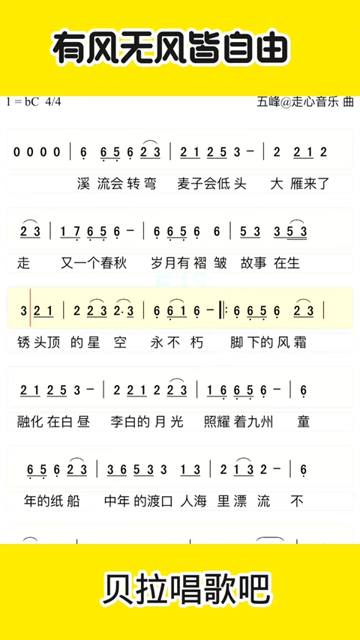 有风无风皆自由
1=bC 4/4 五峰@走心音乐 曲
0 0 0 0 | 6 6 5 6 2 3 | 2 1 2 5 3 - | 2 2 1 2
溪 流会 转 弯 麦子会低 头 大 雁来了
2 3 | 1 7 6 5 6 - | 6 6 5 6 2 3 | 6 5 3 3 5 3
走 又一个春秋 岁月有 褶 皱 故事 在生
3 2 1 | 2 2 2 3 2· 3 | 6 6 1 6 - :|: 6 6 5 2 3 |
锈 头顶 的 星 空 永 不 朽 脚 下的 风 霜
2 1 2 5 3 - | 2 1 2 5 3 2 2 | 1 6 6 5 6 - | 6
融化 在白 昼 李白的 月 光 照耀 着九州 童
6 5 6 2 3 | 3 6 5 3 3 1 3 | 2 1 3 2 - | 6
年的 纸 船 中年 的渡口 人海 里 漂 流 不
贝拉唱歌吧